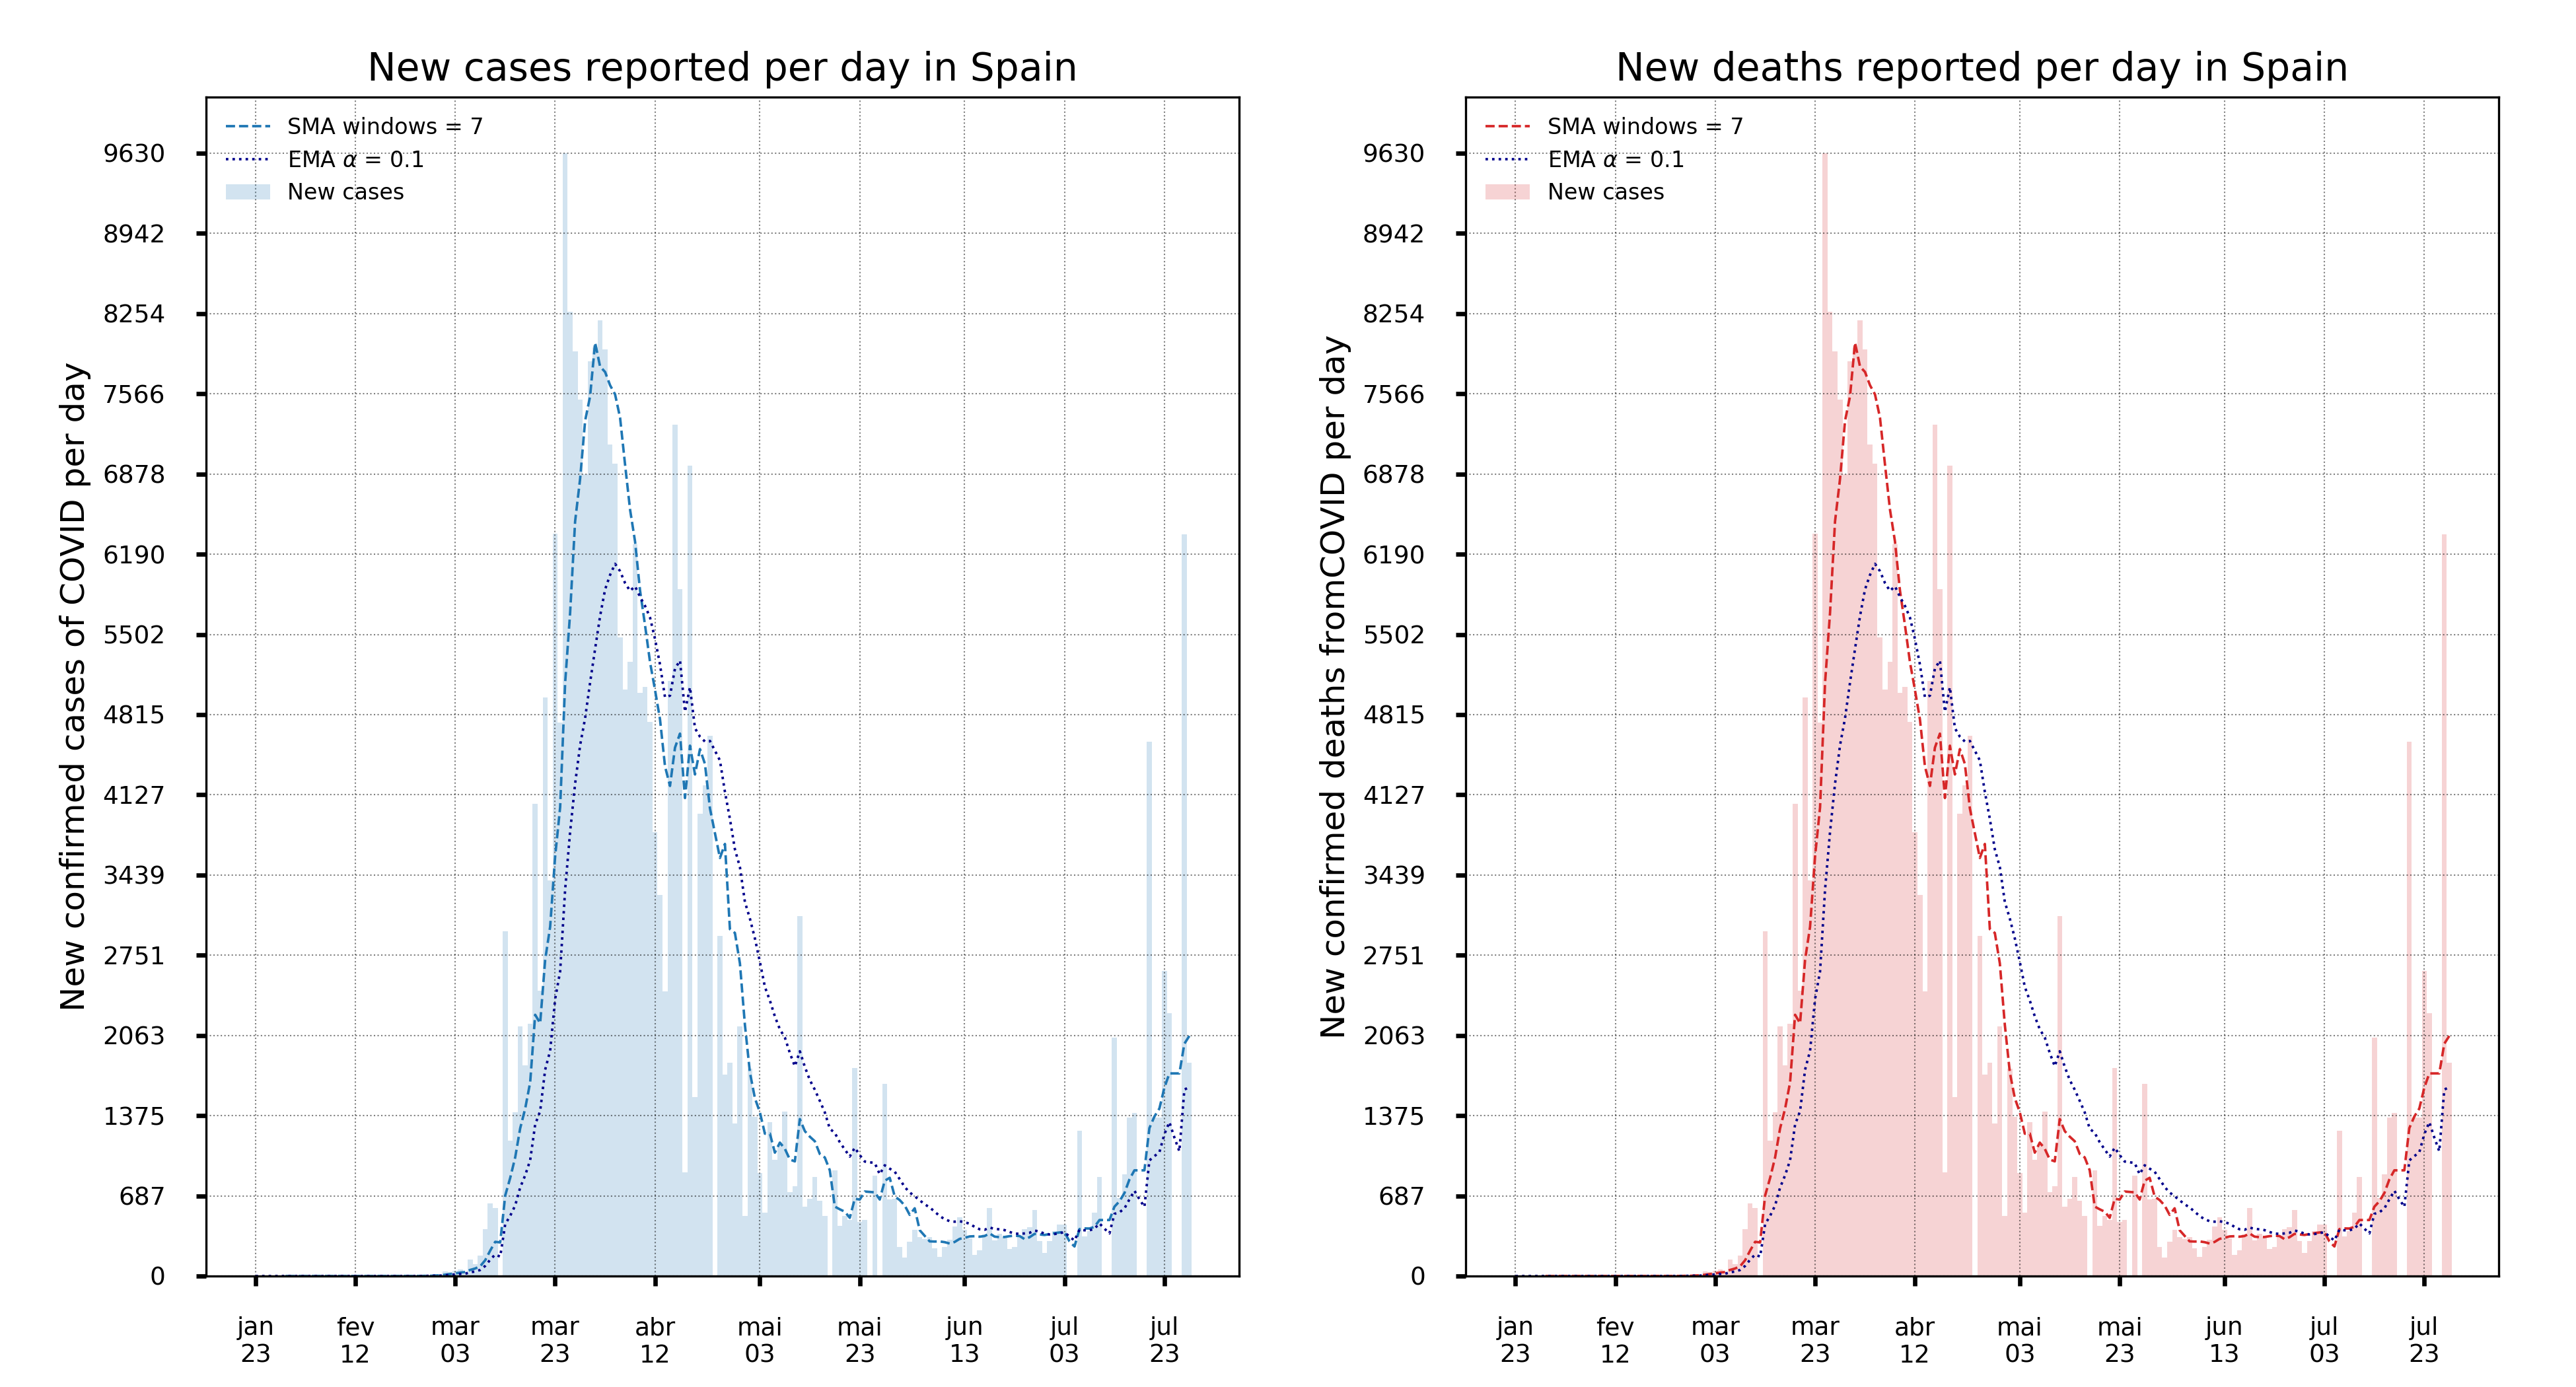 New cases reported per day in Spain
SMA windows = 7
EMA α = 0.1
New cases
New confirmed cases of COVID per day
9630
8942
8254
7566
6878
6190
5502
4815
4127
3439
2751
2063
1375
687
0
jan fev mar mar abr mai mai jun jul jul
23 12 03 23 12 03 23 13 03 23
New deaths reported per day in Spain
SMA windows = 7
EMA α = 0.1
New cases
New confirmed deaths fromCOVID per day
9630
8942
8254
7566
6878
6190
5502
4815
4127
3439
2751
2063
1375
687
0
jan fev mar mar abr mai mai jun jul jul
23 12 03 23 12 03 23 13 03 23